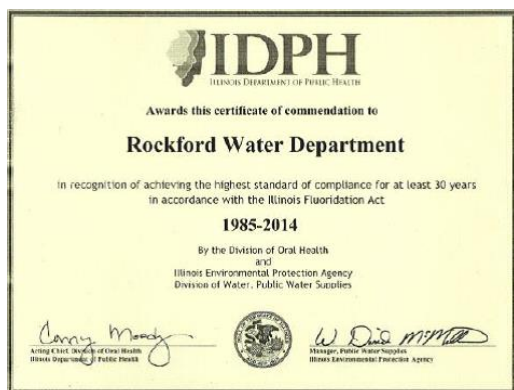 IDPH
ILLINOIS DEPARTMENT OF PUBLIC HEALTH
Awards this certificate of commendation to
Rockford Water Department
in recognition of achieving the highest standard of compliance for at least 30 years
in accordance with the Illinois Fluoridation Act
1985-2014
By the Division of Oral Health
and
Illinois Environmental Protection Agency
Division of Water, Public Water Supplies
Acting Chief, Division of Oral Health
Illinois Department of Public Health
Manager, Public Water Supplies
Illinois Environmental Protection Agency